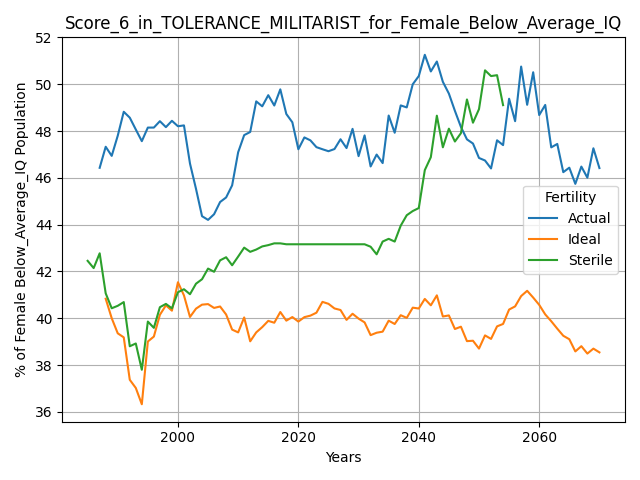 Score_6_in_TOLERANCE_MILITARIST_for_Female_Below_Average_IQ
% of Female Below_Average_IQ Population
52
50
48
46
44
42
40
38
36
Fertility
Actual
Ideal
Sterile
2000 2020 2040 2060
Years